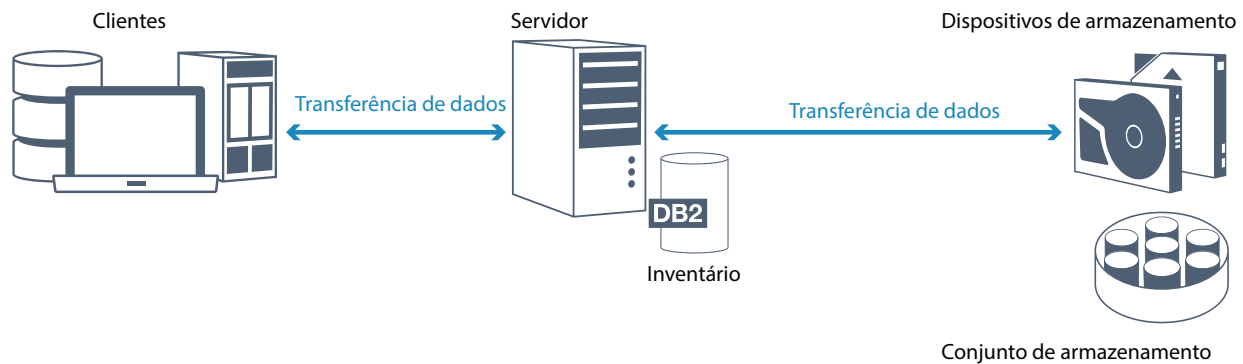 Clientes
Servidor
Dispositivos de armazenamento
Transferência de dados
Transferência de dados
DB2
Inventário
Conjunto de armazenamento